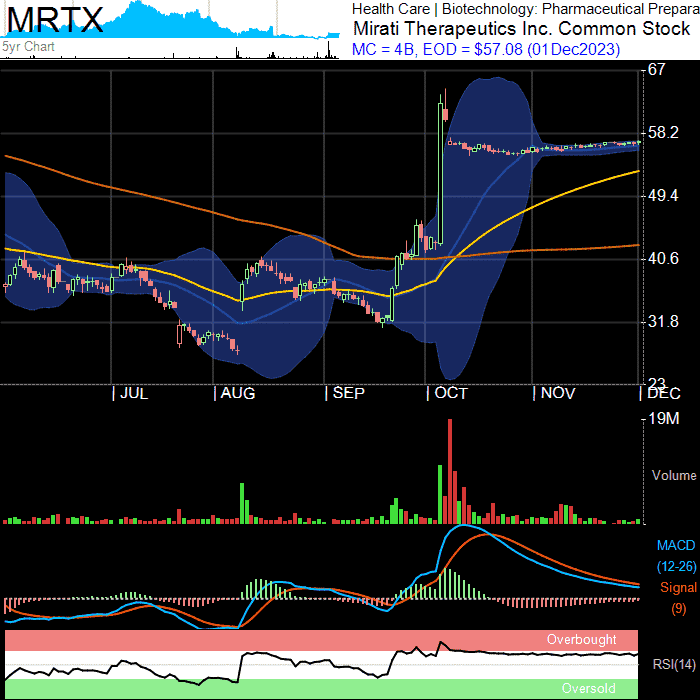 MRTX
5yr Chart
Health Care | Biotechnology: Pharmaceutical Prepara
Mirati Therapeutics Inc. Common Stock
MC = 4B, EOD = $57.08 (01Dec2023)
67
58.2
49.4
40.6
31.8
23
JUL
AUG
SEP
OCT
NOV
DEC
19M
Volume
MACD
(12-26)
Signal
(9)
Overbought
RSI(14)
Oversold